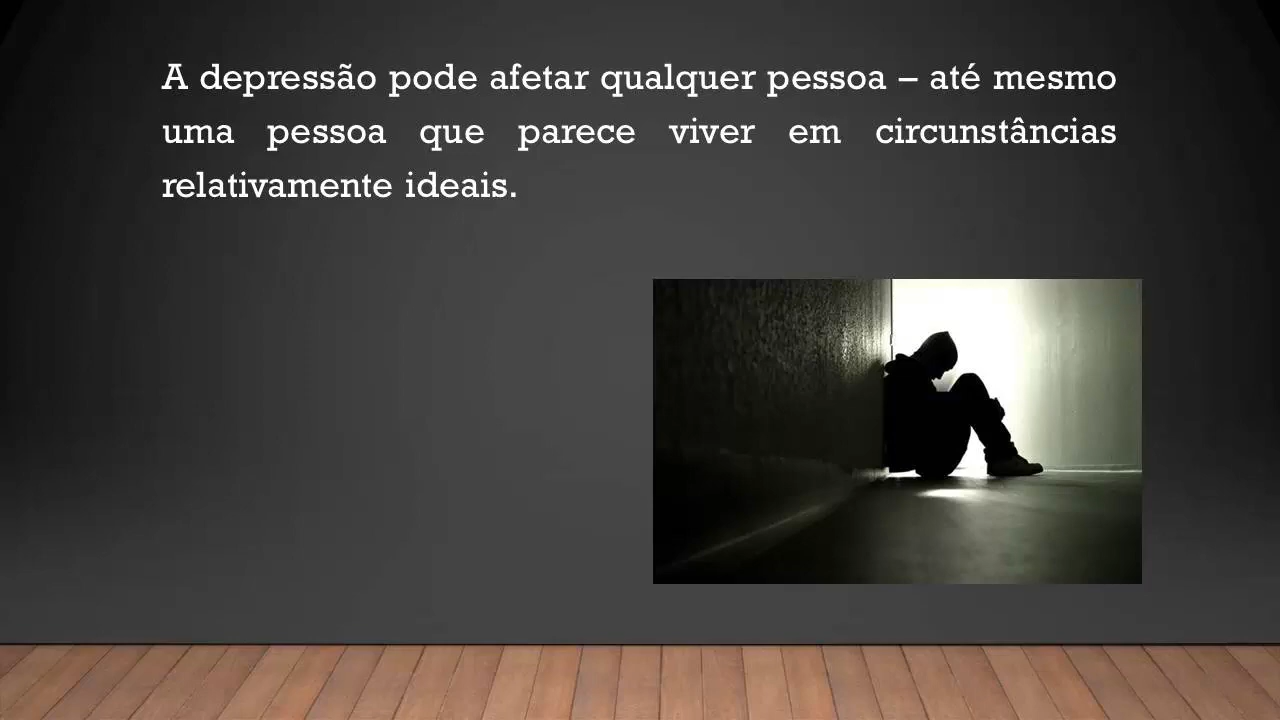 A depressão pode afetar qualquer pessoa – até mesmo
uma pessoa que parece viver em circunstâncias
relativamente ideais.